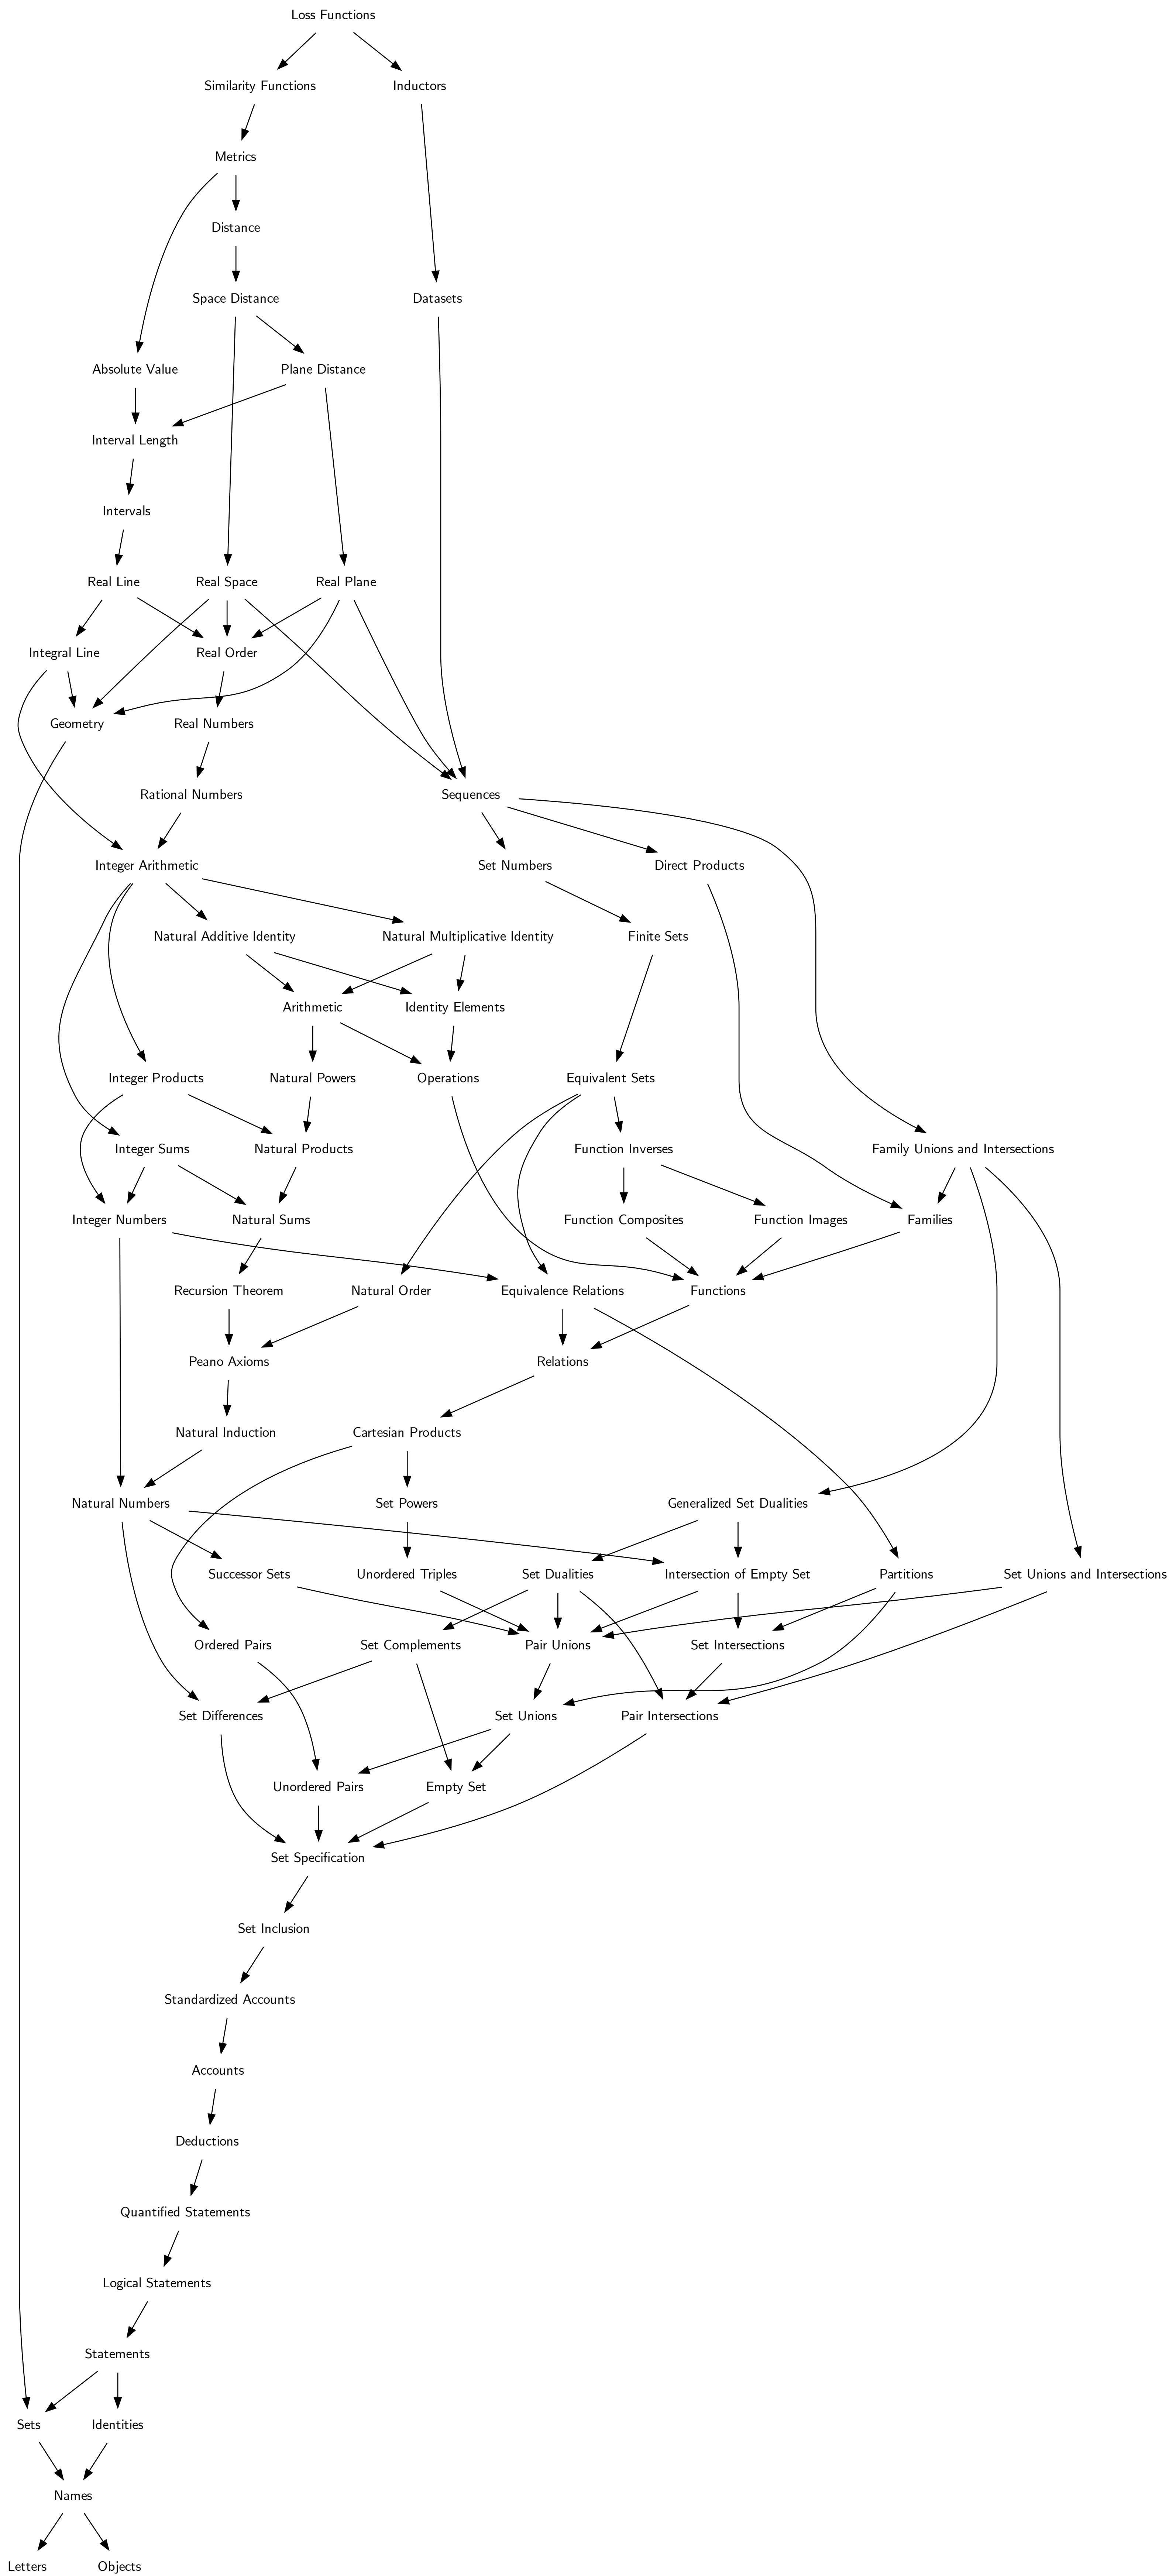 Loss Functions
Similarity Functions
Inductors
Metrics
Distance
Space Distance
Datasets
Absolute Value
Plane Distance
Interval Length
Intervals
Real Line
Real Space
Real Plane
Integral Line
Real Order
Geometry
Real Numbers
Rational Numbers
Sequences
Integer Arithmetic
Set Numbers
Direct Products
Natural Additive Identity
Natural Multiplicative Identity
Finite Sets
Arithmetic
Identity Elements
Integer Products
Natural Powers
Operations
Equivalent Sets
Integer Sums
Natural Products
Function Inverses
Family Unions and Intersections
Integer Numbers
Natural Sums
Function Composites
Function Images
Families
Recursion Theorem
Natural Order
Equivalence Relations
Functions
Peano Axioms
Relations
Natural Induction
Cartesian Products
Natural Numbers
Set Powers
Generalized Set Dualities
Successor Sets
Unordered Triples
Set Dualities
Intersection of Empty Set
Partitions
Set Unions and Intersections
Ordered Pairs
Set Complements
Pair Unions
Set Intersections
Set Differences
Set Unions
Pair Intersections
Unordered Pairs
Empty Set
Set Specification
Set Inclusion
Standardized Accounts
Accounts
Deductions
Quantified Statements
Logical Statements
Statements
Sets
Identities
Names
Letters
Objects